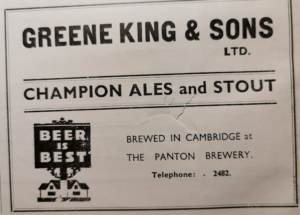 GREENE KING & SONS
LTD.
CHAMPION ALES and STOUT
BEER
IS
BEST
BREWED IN CAMBRIDGE at
THE PANTON BREWERY.
Telephone: - 2482.